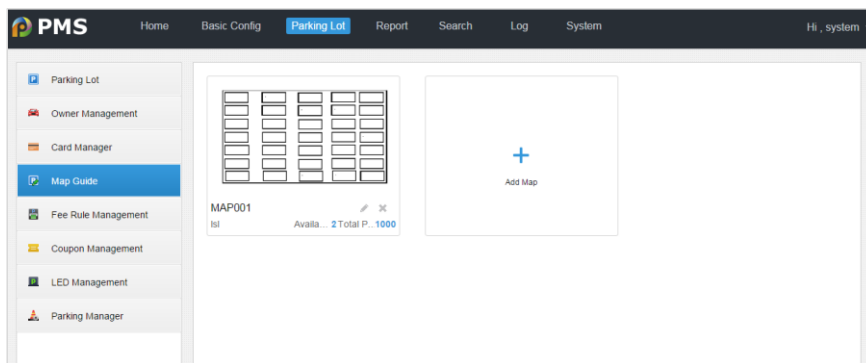 PMS Home Basic Config Parking Lot Report Search Log System Hi , system
Parking Lot
Owner Management
Card Manager
Map Guide
Fee Rule Management
Coupon Management
LED Management
Parking Manager
MAP001
lsl Availa... 2 Total P...1000
Add Map